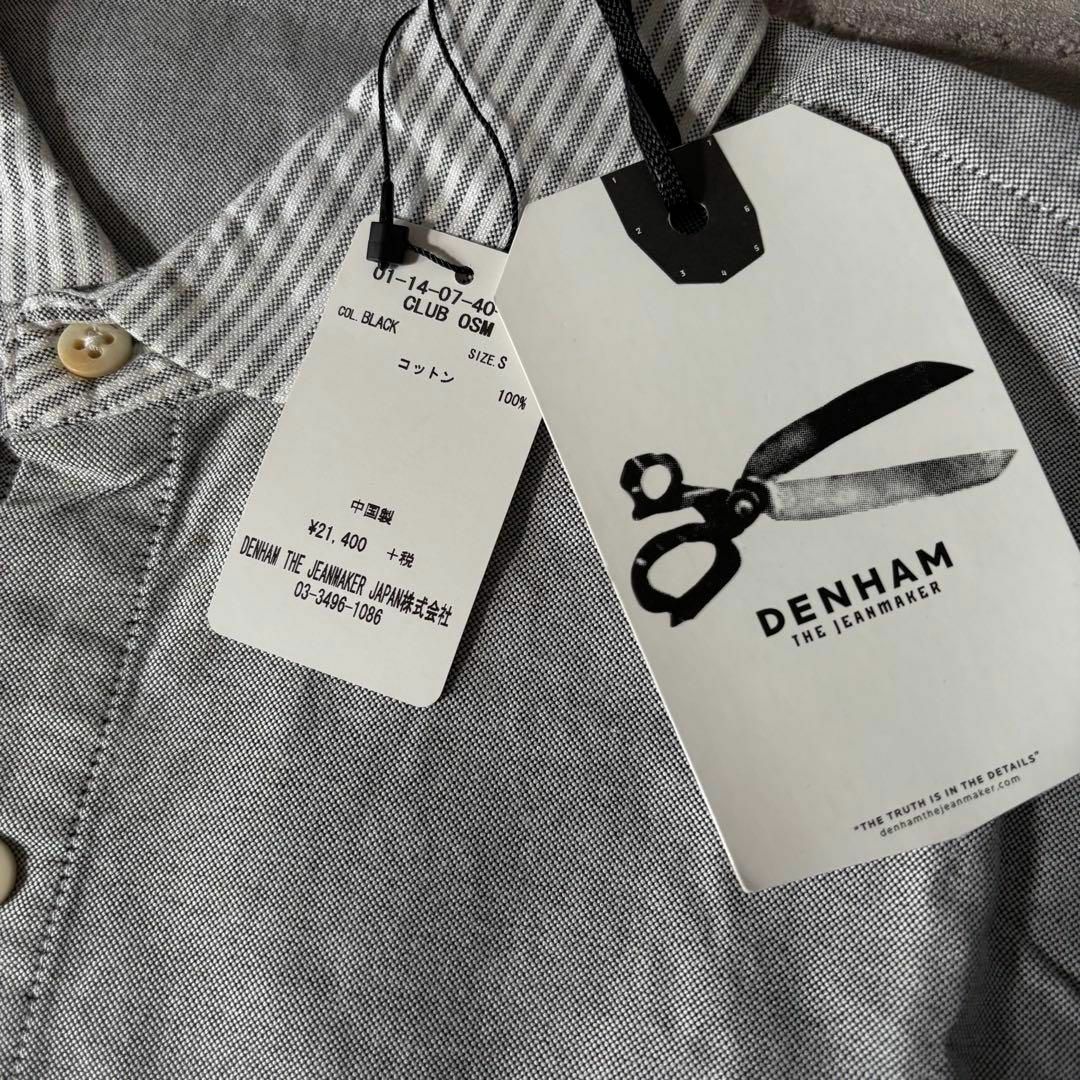 01-14-07-40-
CLUB OSM
COL. BLACK
SIZE. S
コットン
100%
中国製
¥21,400 +税
DENHAM THE JEANMAKER JAPAN株式会社
03-3496-1086
1
2
3
4
5
6
7
DENHAM
THE JEANMAKER
"THE TRUTH IS IN THE DETAILS"
denhamthejeanmaker.com